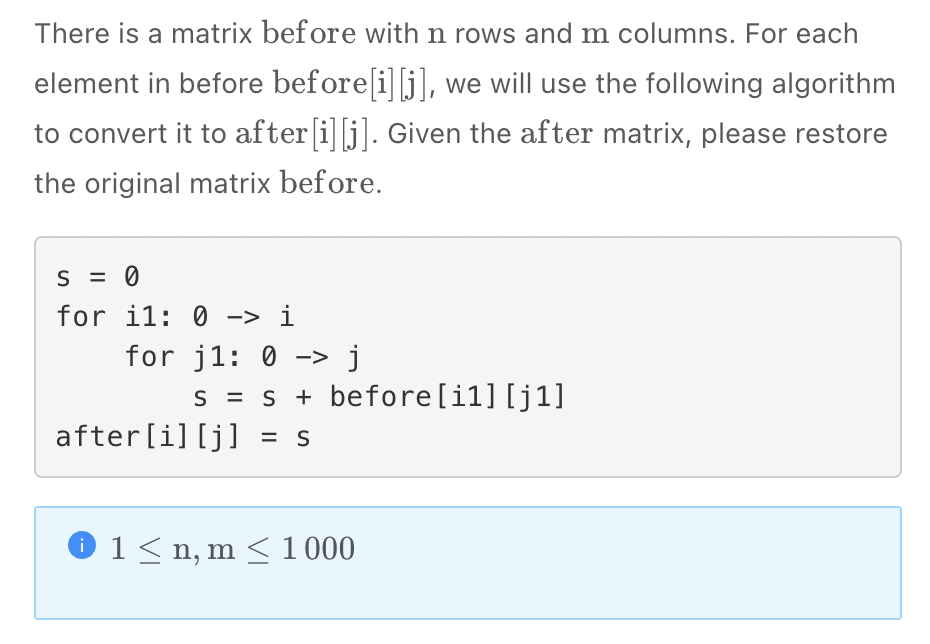 There is a matrix before with n rows and m columns. For each
element in before before[i][j], we will use the following algorithm
to convert it to after[i][j]. Given the after matrix, please restore
the original matrix before.
s = 0
for i1: 0 -> i
    for j1: 0 -> j
        s = s + before[i1][j1]
after[i][j] = s
i 1 ≤ n, m ≤ 1 000